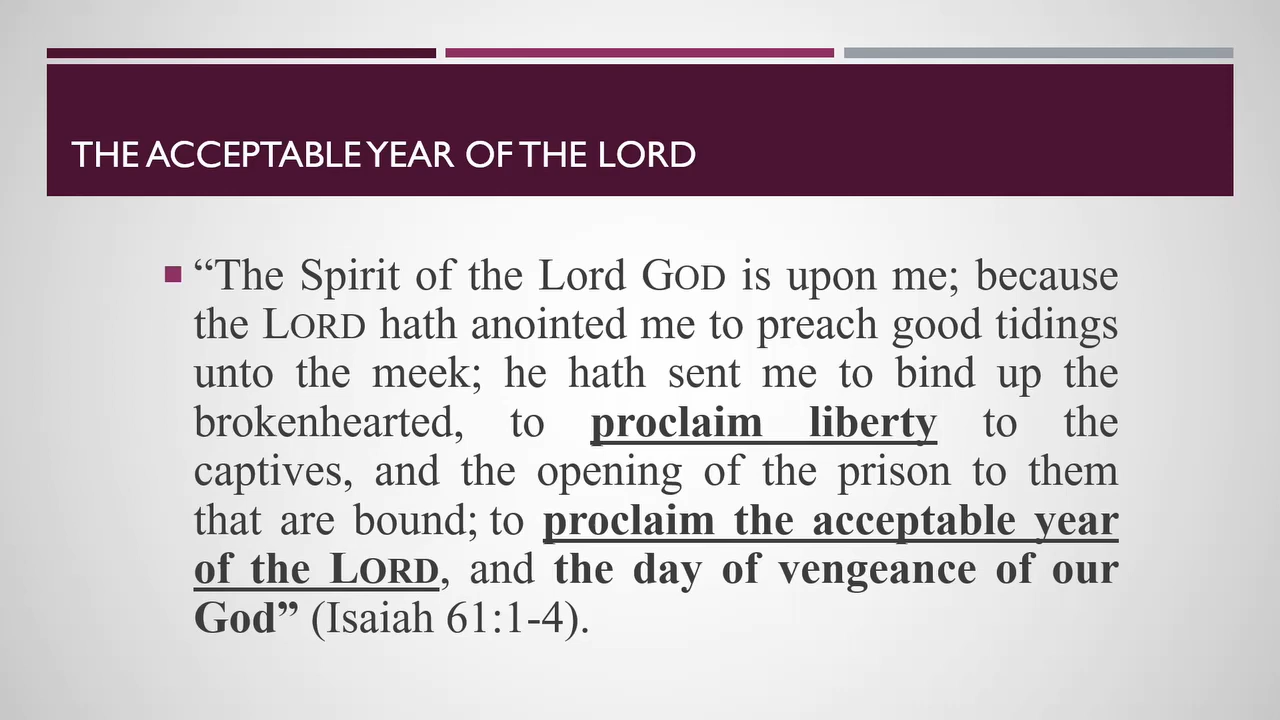 THE ACCEPTABLE YEAR OF THE LORD
“The Spirit of the Lord GOD is upon me; because
the LORD hath anointed me to preach good tidings
unto the meek; he hath sent me to bind up the
brokenhearted, to proclaim liberty to the
captives, and the opening of the prison to them
that are bound; to proclaim the acceptable year
of the LORD, and the day of vengeance of our
God” (Isaiah 61:1-4).